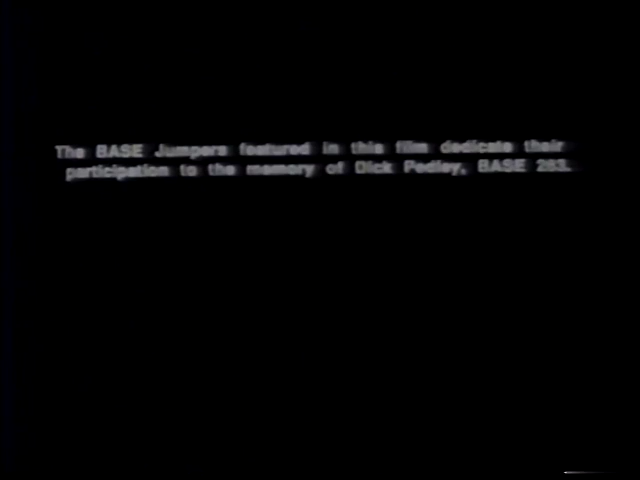 The BASE Jumpers featured in this film dedicate their
participation to the memory of Dick Pedley, BASE 283.